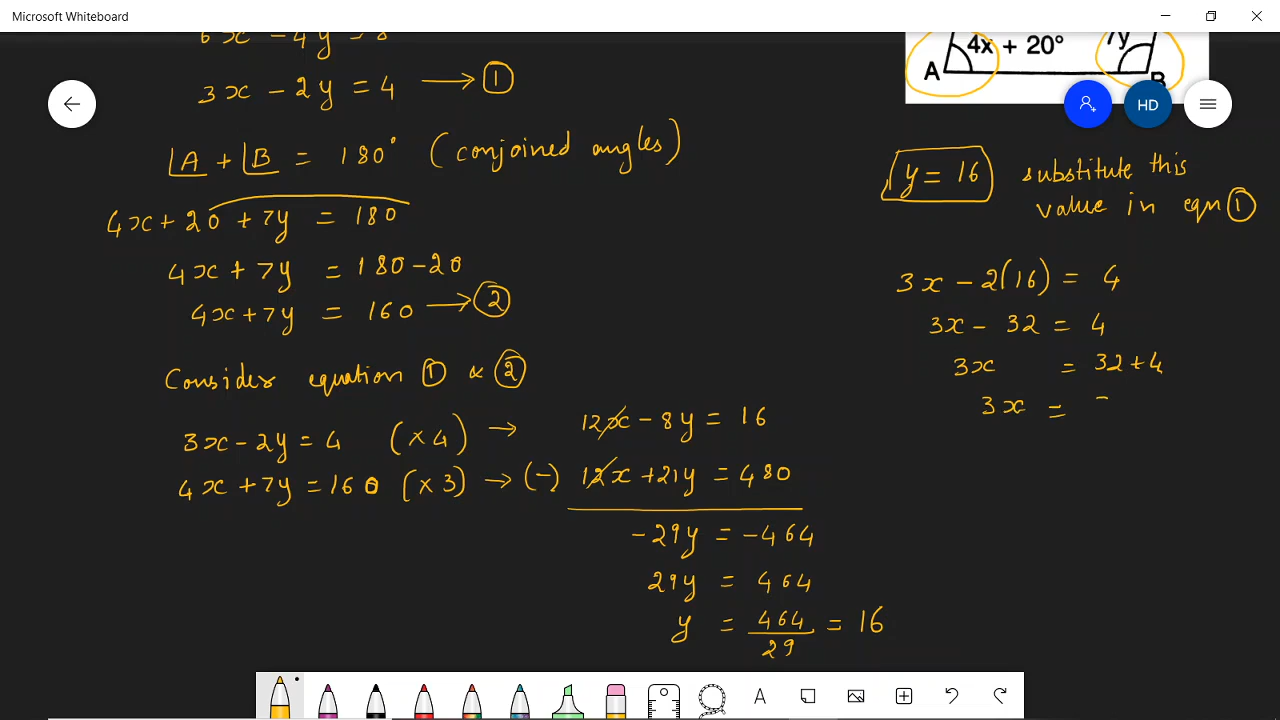 Microsoft Whiteboard
6x - 4y = 8
3x - 2y = 4 → ①
∠A + ∠B = 180° (conjoined angles)
4x + 20 + 7y = 180
4x + 7y = 180 - 20
4x + 7y = 160 → ②
Consider equation ① & ②
3x - 2y = 4 (×4) → 12x - 8y = 16
4x + 7y = 160 (×3) → (-) 12x + 21y = 480
-29y = -464
29y = 464
y = 464/29 = 16
4x + 20°
7y
A
B
HD
y = 16 substitute this
value in eqn ①
3x - 2(16) = 4
3x - 32 = 4
3x = 32 + 4
3x =
A